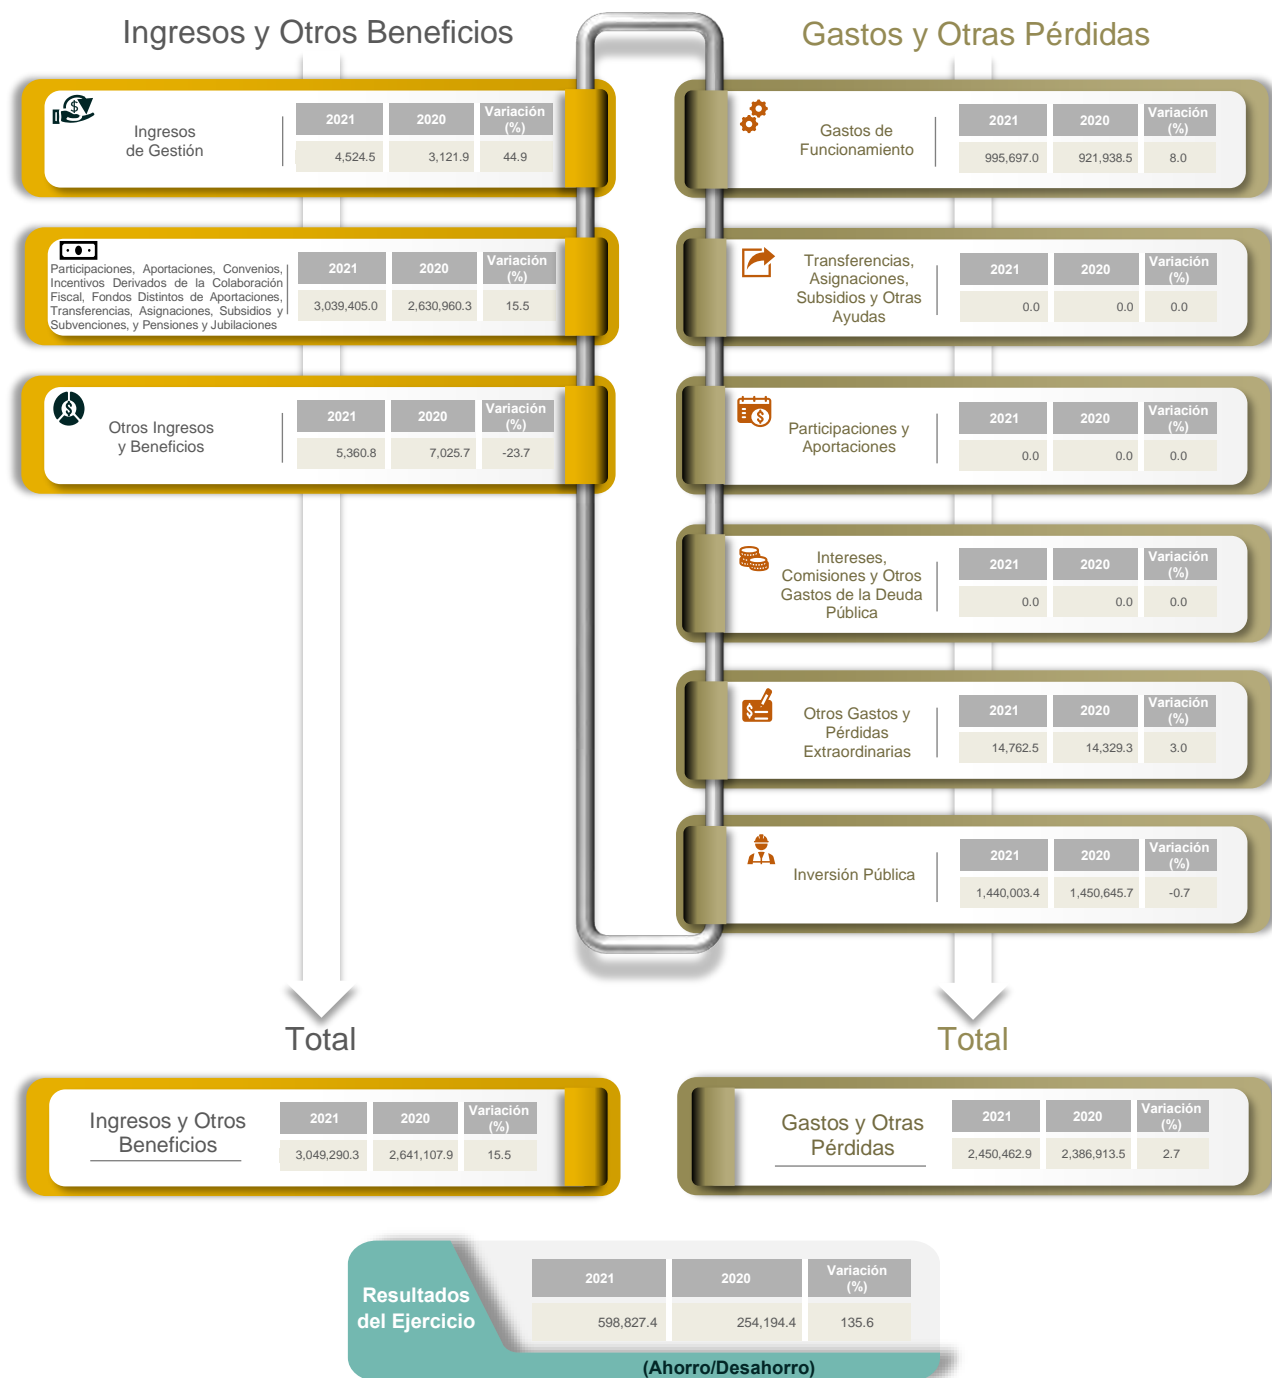 Ingresos y Otros Beneficios
Ingresos
de Gestión
2021 2020 Variación (%)
4,524.5 3,121.9 44.9
Participaciones, Aportaciones, Convenios,
Incentivos Derivados de la Colaboración
Fiscal, Fondos Distintos de Aportaciones,
Transferencias, Asignaciones, Subsidios y
Subvenciones, y Pensiones y Jubilaciones
2021 2020 Variación (%)
3,039,405.0 2,630,960.3 15.5
Otros Ingresos
y Beneficios
2021 2020 Variación (%)
5,360.8 7,025.7 -23.7
Total
Ingresos y Otros
Beneficios
2021 2020 Variación (%)
3,049,290.3 2,641,107.9 15.5
Gastos y Otras Pérdidas
Gastos de
Funcionamiento
2021 2020 Variación (%)
995,697.0 921,938.5 8.0
Transferencias,
Asignaciones,
Subsidios y Otras
Ayudas
2021 2020 Variación (%)
0.0 0.0 0.0
Participaciones y
Aportaciones
2021 2020 Variación (%)
0.0 0.0 0.0
Intereses,
Comisiones y Otros
Gastos de la Deuda
Pública
2021 2020 Variación (%)
0.0 0.0 0.0
Otros Gastos y
Pérdidas
Extraordinarias
2021 2020 Variación (%)
14,762.5 14,329.3 3.0
Inversión Pública
2021 2020 Variación (%)
1,440,003.4 1,450,645.7 -0.7
Total
Gastos y Otras
Pérdidas
2021 2020 Variación (%)
2,450,462.9 2,386,913.5 2.7
Resultados
del Ejercicio
2021 2020 Variación (%)
598,827.4 254,194.4 135.6
(Ahorro/Desahorro)